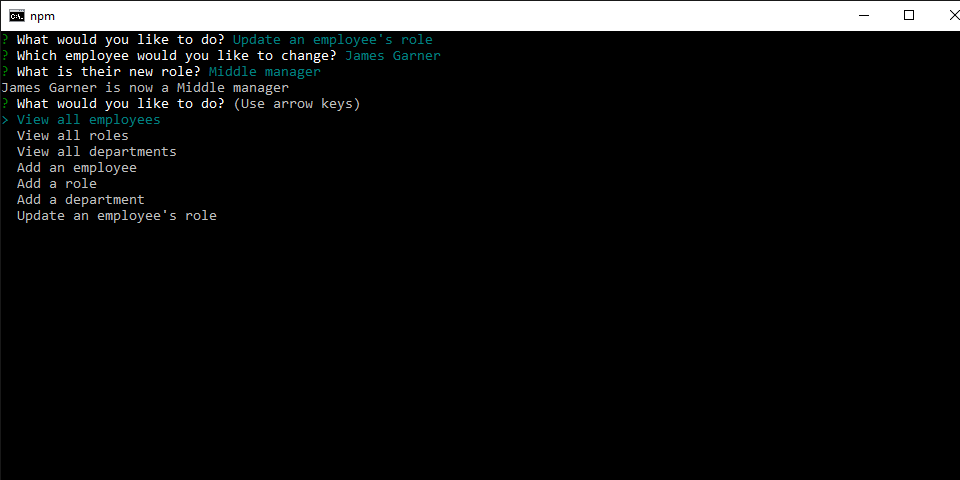 npm
? What would you like to do? Update an employee's role
? Which employee would you like to change? James Garner
? What is their new role? Middle manager
James Garner is now a Middle manager
? What would you like to do? (Use arrow keys)
> View all employees
  View all roles
  View all departments
  Add an employee
  Add a role
  Add a department
  Update an employee's role